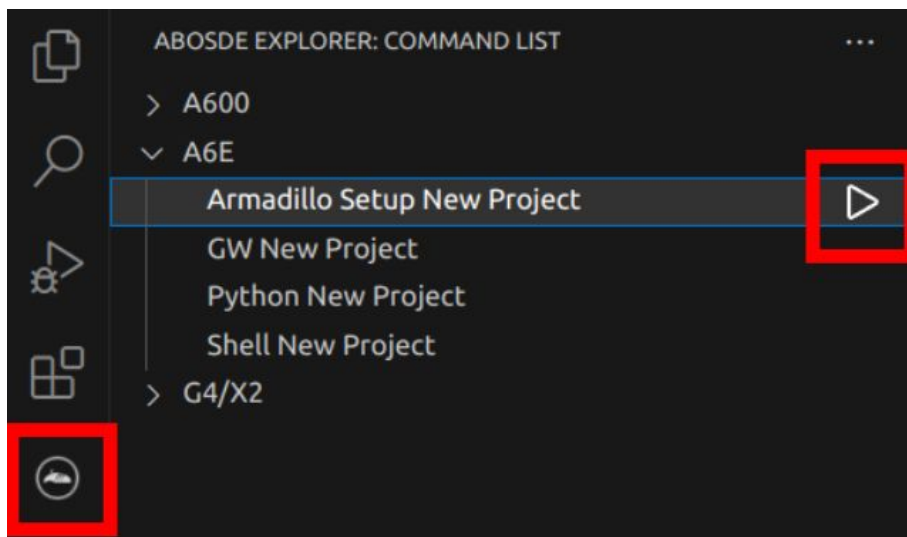 ABOSDE EXPLORER: COMMAND LIST
A600
A6E
Armadillo Setup New Project
GW New Project
Python New Project
Shell New Project
G4/X2